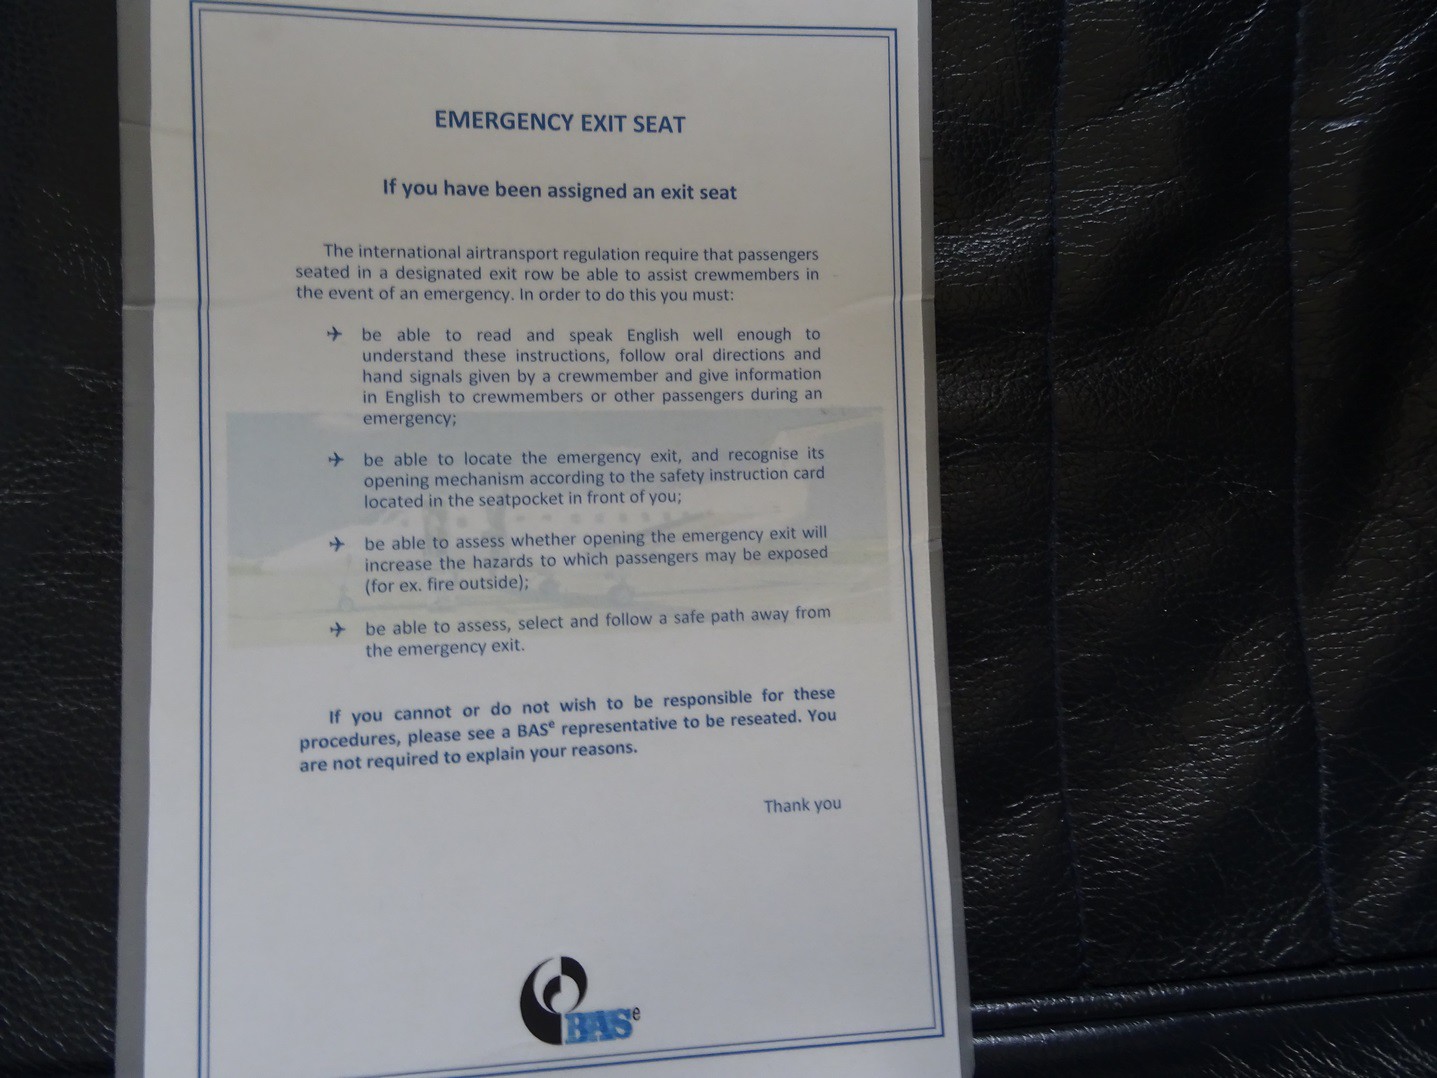 EMERGENCY EXIT SEAT
If you have been assigned an exit seat
The international airtransport regulation require that passengers
seated in a designated exit row be able to assist crewmembers in
the event of an emergency. In order to do this you must:
be able to read and speak English well enough to
understand these instructions, follow oral directions and
hand signals given by a crewmember and give information
in English to crewmembers or other passengers during an
emergency;
be able to locate the emergency exit, and recognise its
opening mechanism according to the safety instruction card
located in the seatpocket in front of you;
be able to assess whether opening the emergency exit will
increase the hazards to which passengers may be exposed
(for ex. fire outside);
be able to assess, select and follow a safe path away from
the emergency exit.
If you cannot or do not wish to be responsible for these
procedures, please see a BASe representative to be reseated. You
are not required to explain your reasons.
Thank you
BASe